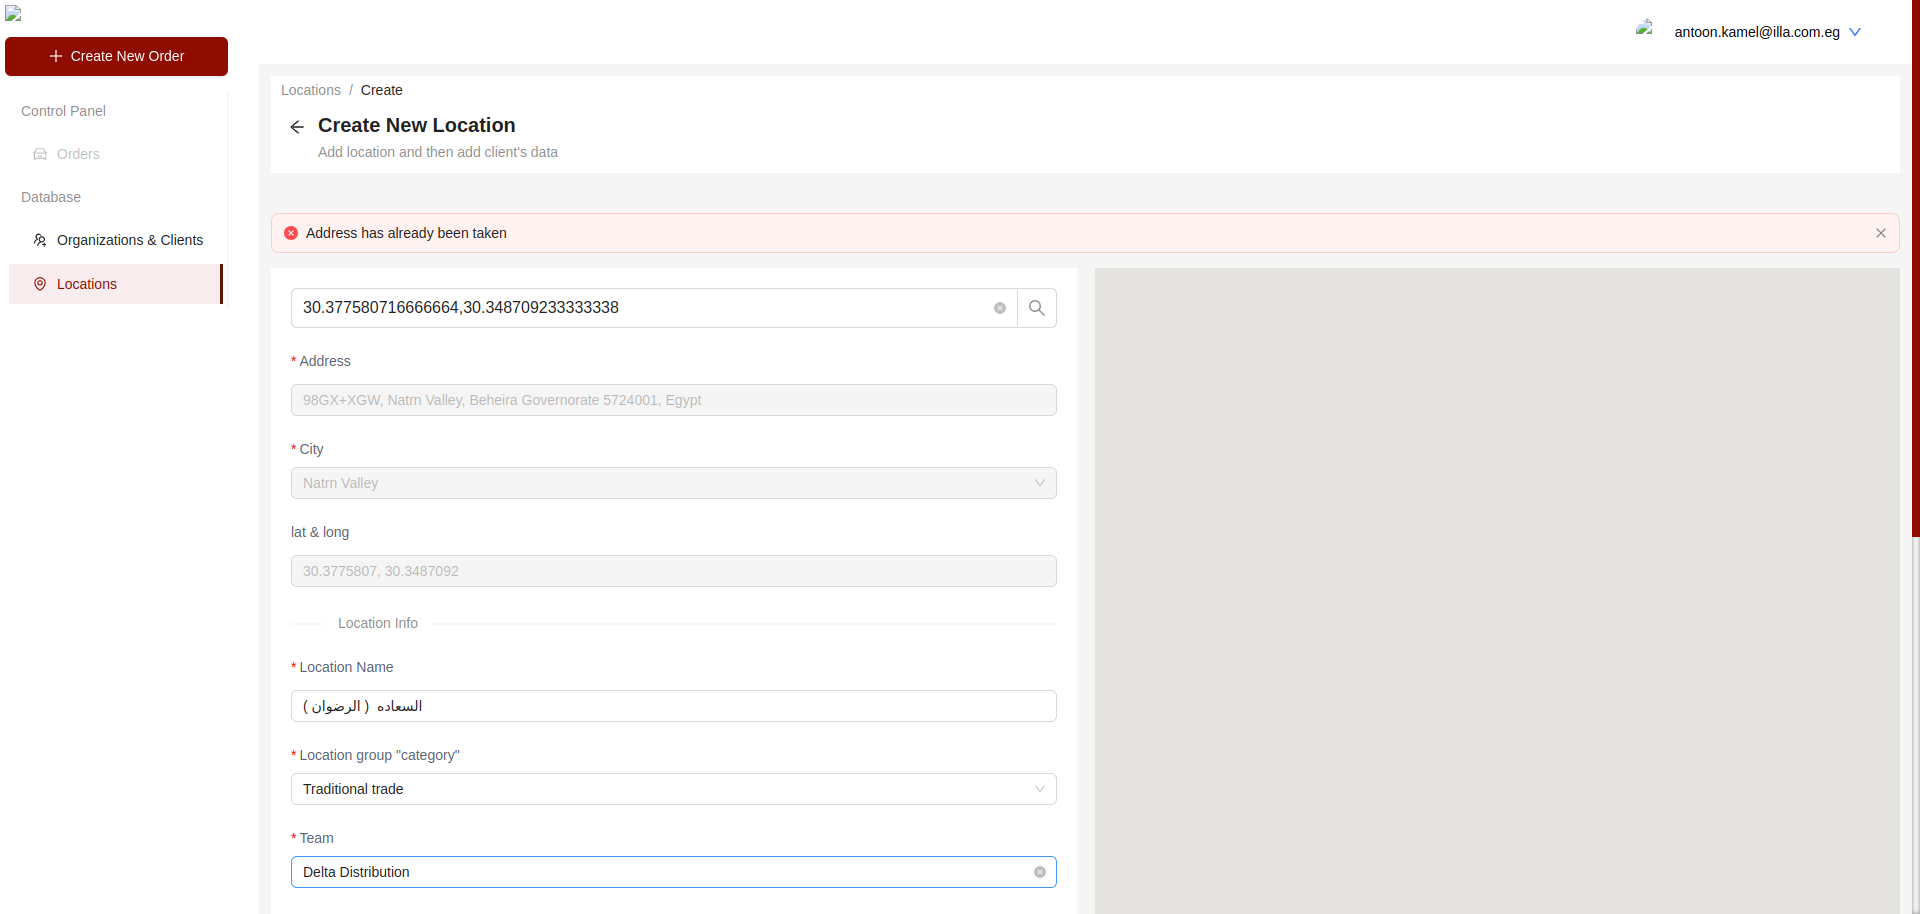 antoon.kamel@illa.com.eg
Create New Order
Control Panel
Orders
Database
Organizations & Clients
Locations
Locations / Create
Create New Location
Add location and then add client's data
Address has already been taken
30.377580716666664,30.348709233333338
* Address
98GX+XGW, Natrn Valley, Beheira Governorate 5724001, Egypt
* City
Natrn Valley
lat & long
30.3775807, 30.3487092
Location Info
* Location Name
السعاده  ( الرضوان )
* Location group "category"
Traditional trade
* Team
Delta Distribution